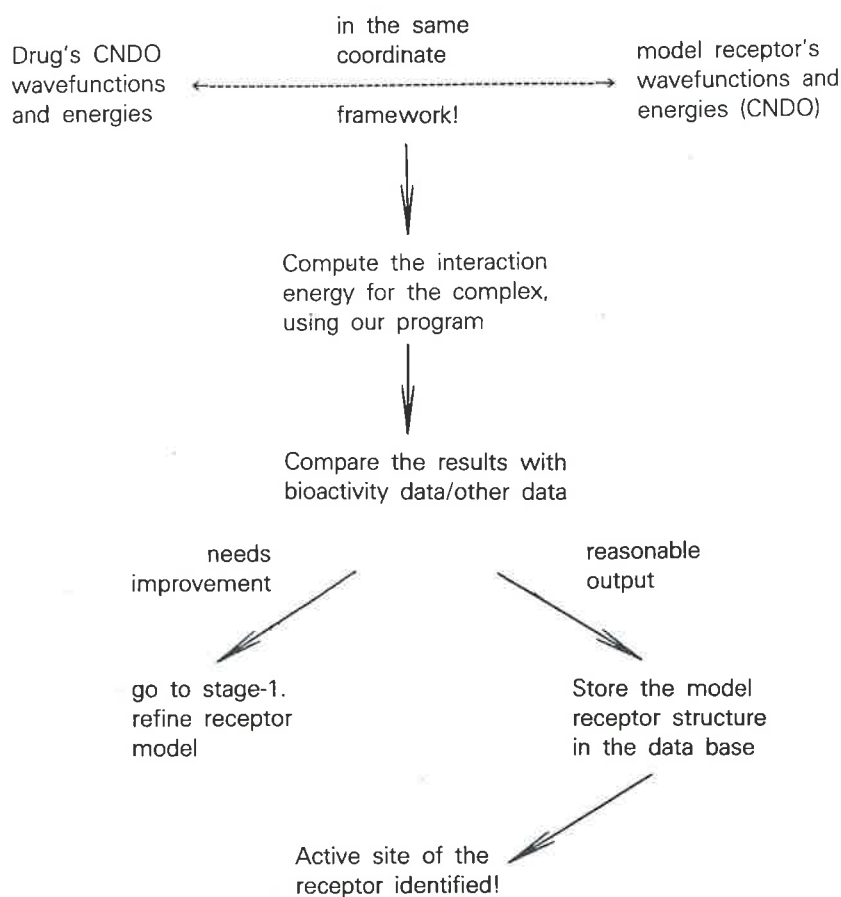 Drug's CNDO
wavefunctions
and energies
in the same
coordinate
framework!
model receptor's
wavefunctions and
energies (CNDO)
Compute the interaction
energy for the complex,
using our program
Compare the results with
bioactivity data/other data
needs
improvement
reasonable
output
go to stage-1.
refine receptor
model
Store the model
receptor structure
in the data base
Active site of the
receptor identified!